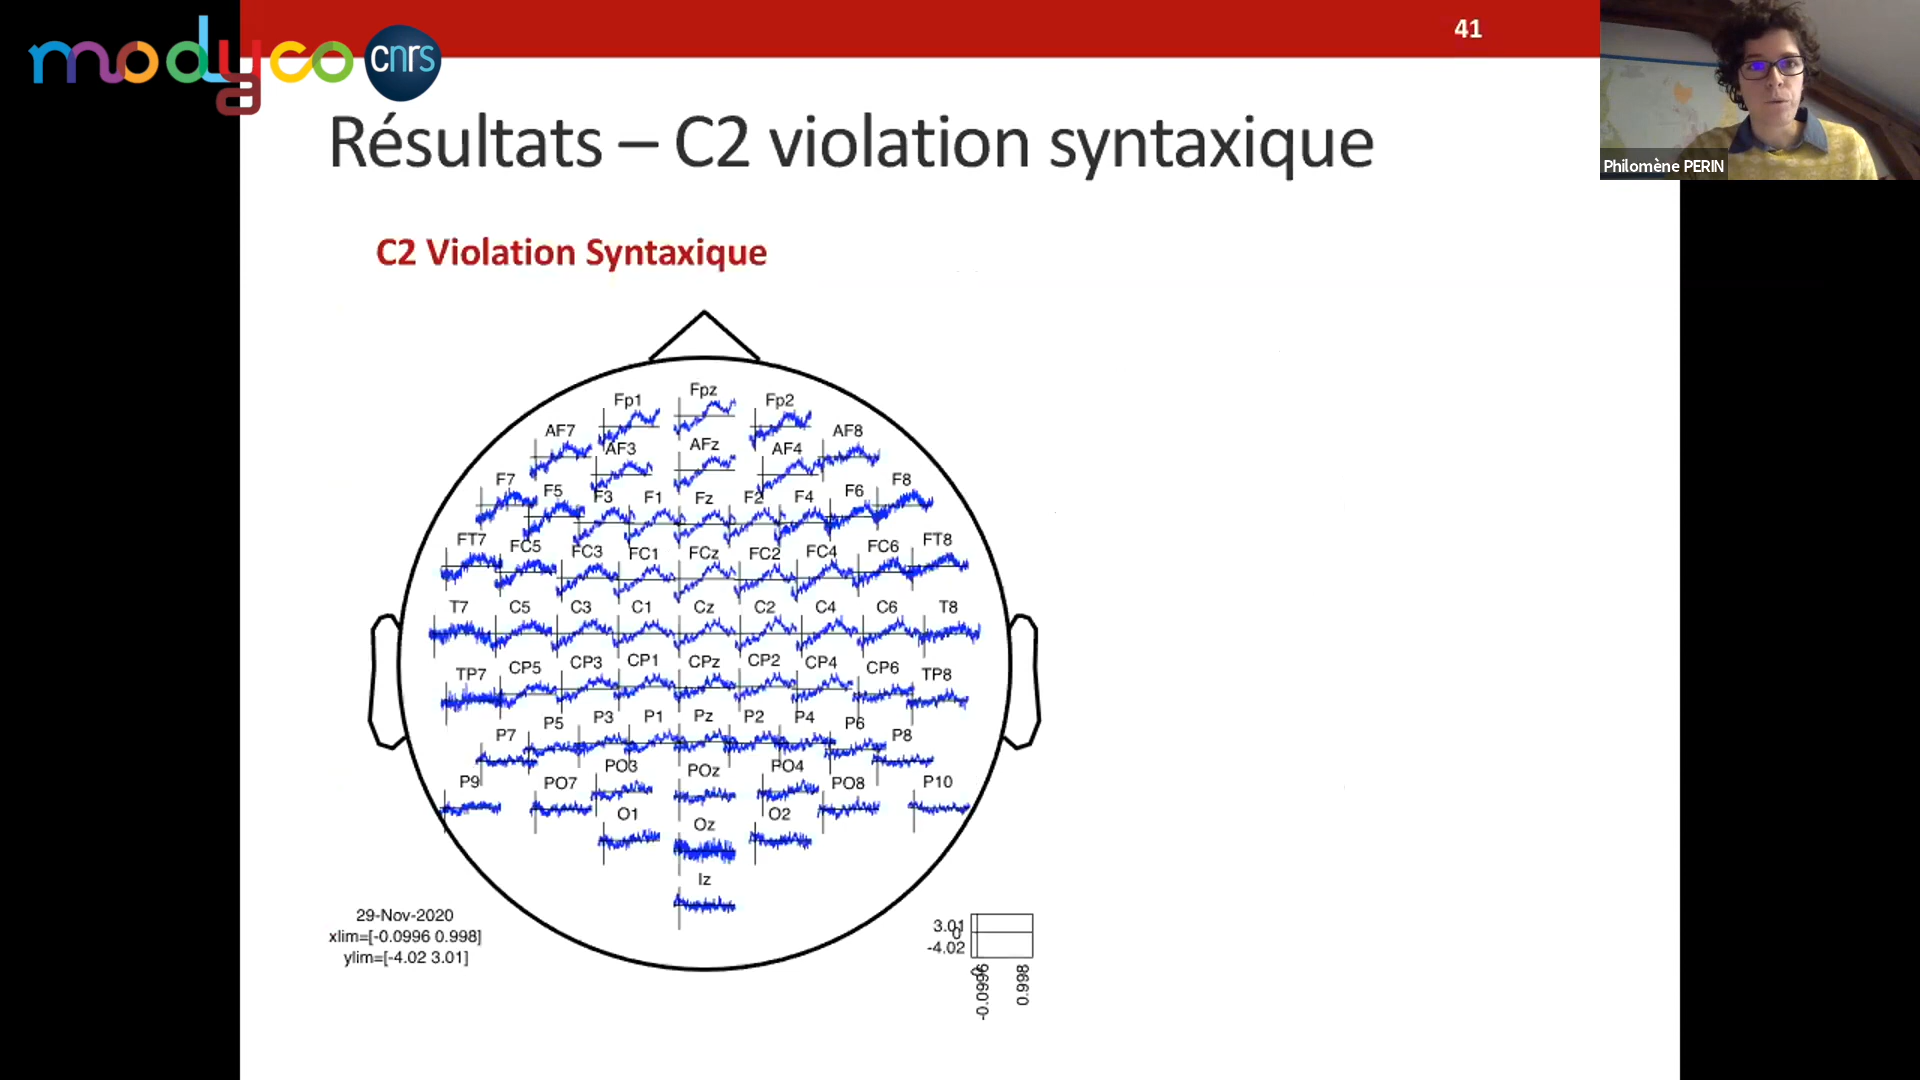 modyco cnrs
41
Philomène PERIN
Résultats – C2 violation syntaxique
C2 Violation Syntaxique
Fp1 Fpz Fp2
AF7 AF3 AFz AF4 AF8
F7 F5 F3 F1 Fz F2 F4 F6 F8
FT7 FC5 FC3 FC1 FCz FC2 FC4 FC6 FT8
T7 C5 C3 C1 Cz C2 C4 C6 T8
TP7 CP5 CP3 CP1 CPz CP2 CP4 CP6 TP8
P7 P5 P3 P1 Pz P2 P4 P6 P8
P9 PO7 PO3 POz PO4 PO8 P10
O1 Oz O2
Iz
29-Nov-2020
xlim=[-0.0996 0.998]
ylim=[-4.02 3.01]
3.01
0
-4.02
-0.0996
0
0.998